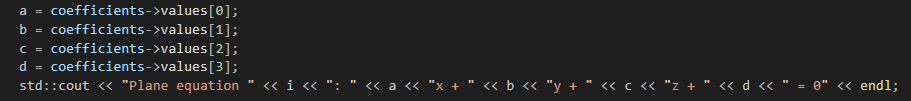 a = coefficients->values[0];
b = coefficients->values[1];
c = coefficients->values[2];
d = coefficients->values[3];
std::cout << "Plane equation " << i << ": " << a << "x + " << b << "y + " << c << "z + " << d << " = 0" << endl;